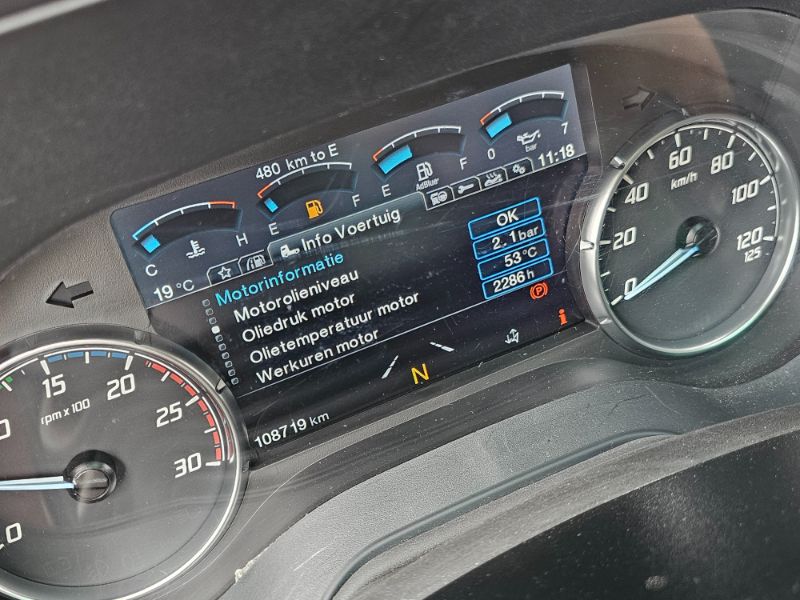 480 km to E
C H
E F
E F
AdBlue
0 7
bar
19 °C
11:18
Info Voertuig
Motorinformatie
Motorolieniveau OK
Oliedruk motor 2.1 bar
Olietemperatuur motor 53 °C
Werkuren motor 2286 h
P
i
N
108719 km
0
15
20
25
30
rpm x 100
0
20
40
60
80
100
120
125
km/h